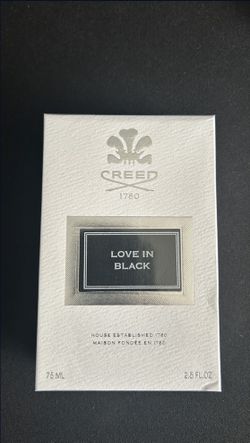 CREED
1760
LOVE IN
BLACK
HOUSE ESTABLISHED 1760
MAISON FONDÉE EN 1760
75 ML
2.5 FL.OZ